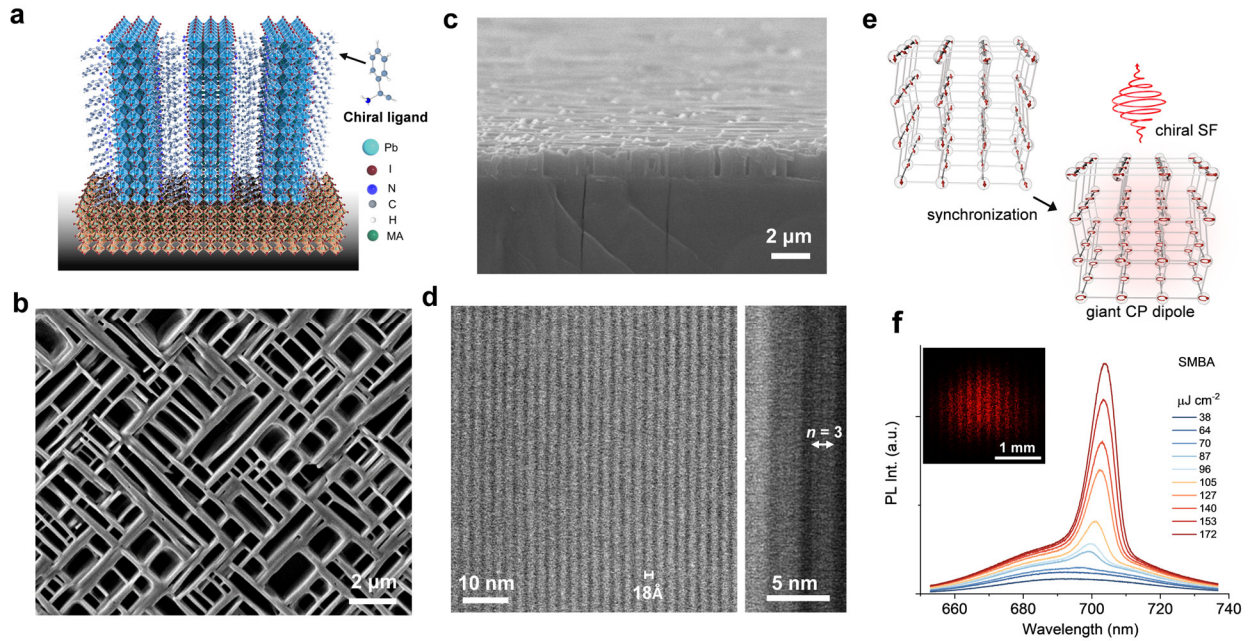 a
Chiral ligand
Pb
I
N
C
H
MA
b
2 µm
c
2 µm
d
10 nm
18Å
n = 3
5 nm
e
synchronization
chiral SF
giant CP dipole
f
SMBA
µJ cm-2
38
64
70
87
96
105
127
140
153
172
1 mm
PL Int. (a.u.)
660 680 700 720 740
Wavelength (nm)